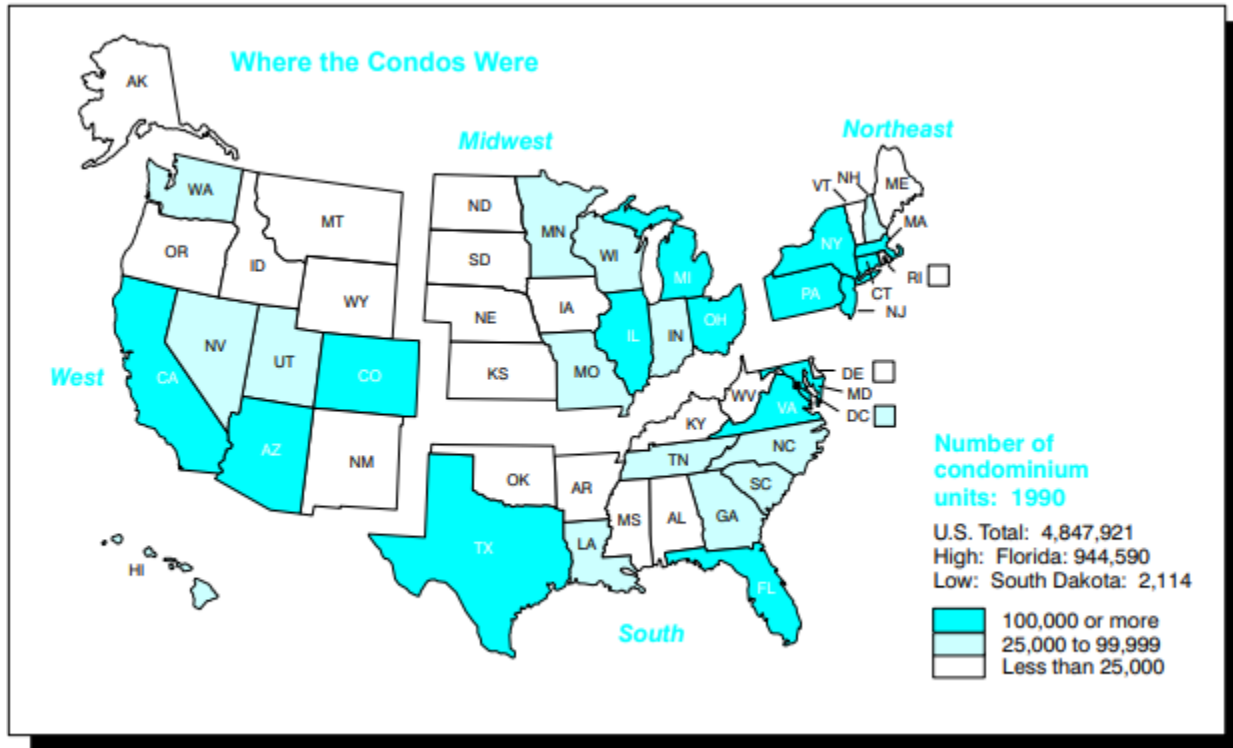 Where the Condos Were
AK
Midwest
Northeast
WA
MT
OR
ID
WY
NV
UT
CA
CO
AZ
NM
HI
West
ND
SD
NE
KS
MN
WI
IA
MO
IL
IN
MI
OH
VT
NH
ME
MA
NY
RI
CT
PA
NJ
DE
MD
DC
WV
VA
KY
TN
NC
SC
OK
AR
MS
AL
GA
LA
TX
FL
South
Number of
condominium
units: 1990
U.S. Total: 4,847,921
High: Florida: 944,590
Low: South Dakota: 2,114
100,000 or more
25,000 to 99,999
Less than 25,000